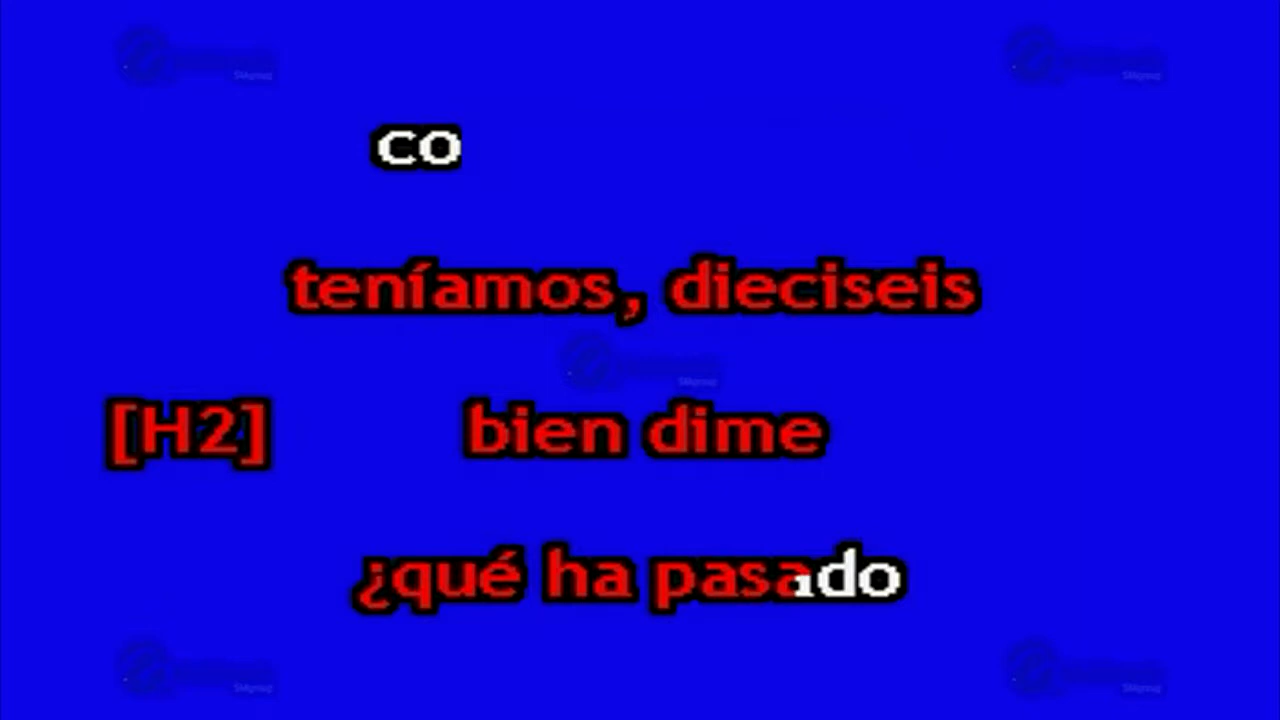 co
teníamos, dieciseis
[H2] bien dime
¿qué ha pasado